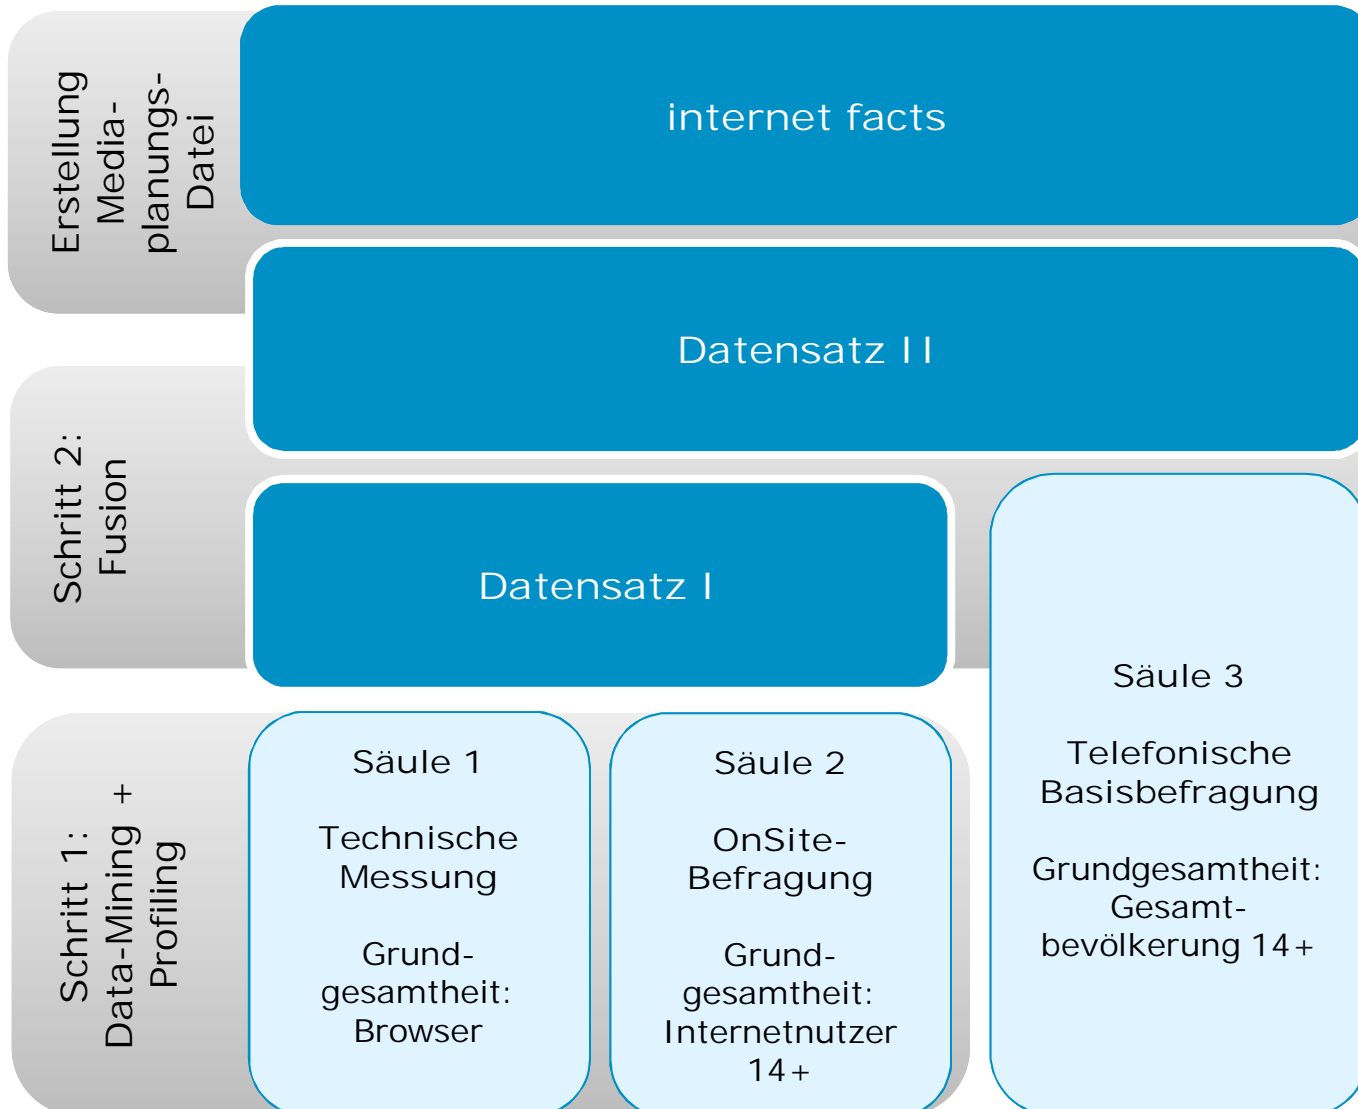 Erstellung
Media-
planungs-
Datei
internet facts
Datensatz II
Schritt 2:
Fusion
Datensatz I
Schritt 1:
Data-Mining +
Profiling
Säule 1
Technische
Messung
Grund-
gesamtheit:
Browser
Säule 2
OnSite-
Befragung
Grund-
gesamtheit:
Internetnutzer
14+
Säule 3
Telefonische
Basisbefragung
Grundgesamtheit:
Gesamt-
bevölkerung 14+